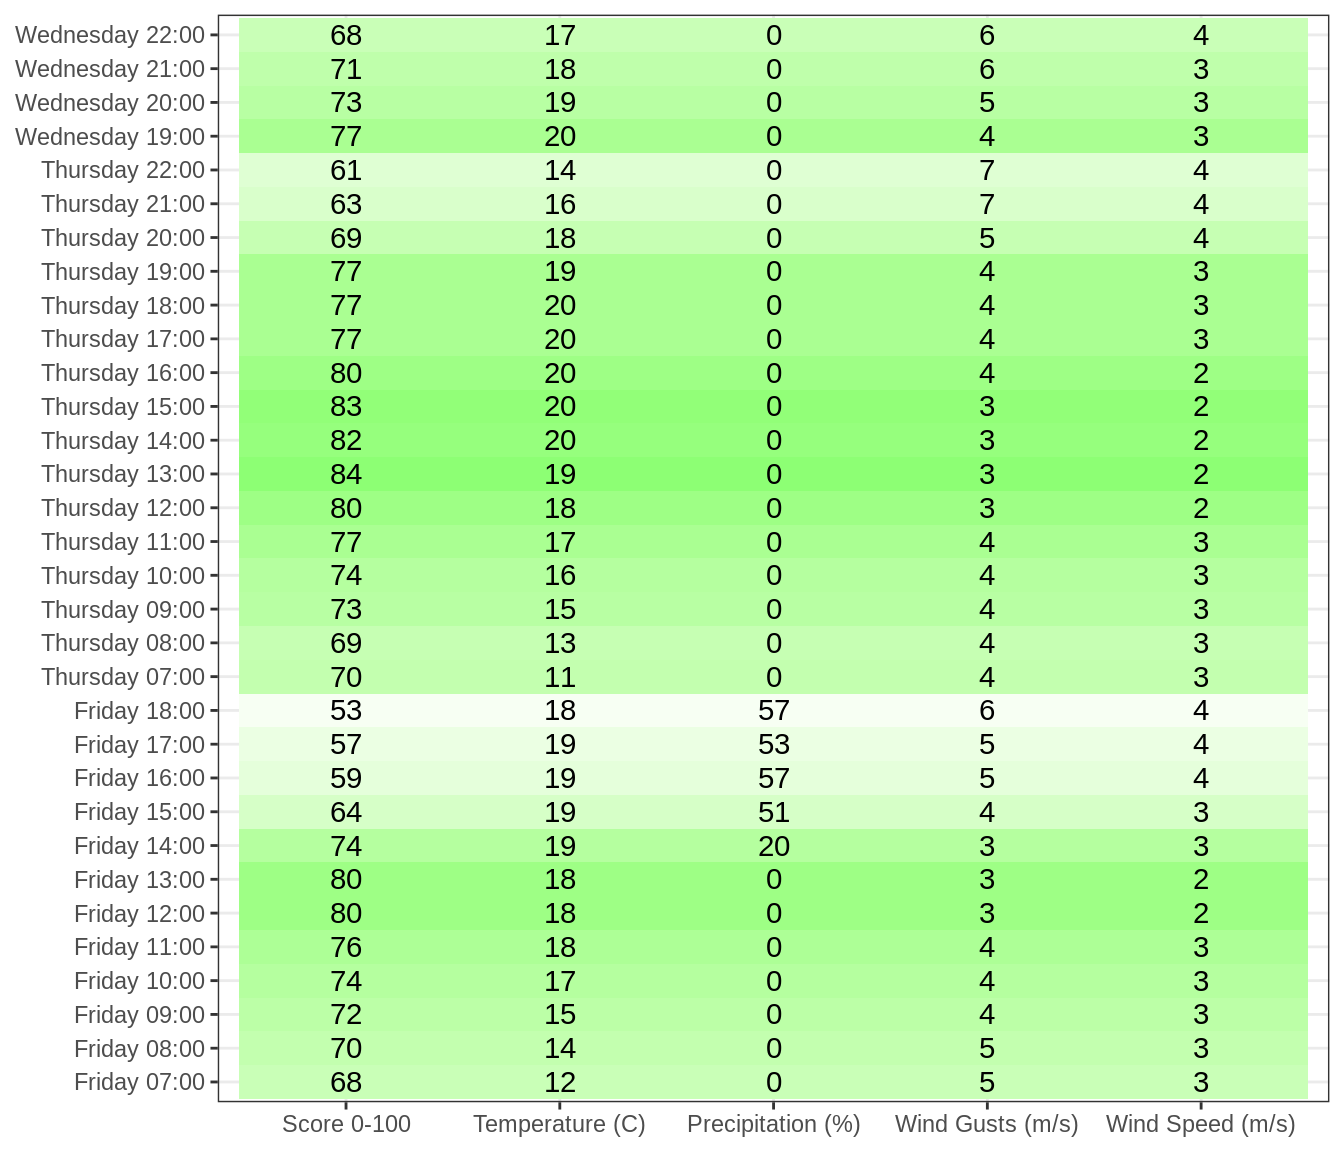 Wednesday 22:00 68 17 0 6 4
Wednesday 21:00 71 18 0 6 3
Wednesday 20:00 73 19 0 5 3
Wednesday 19:00 77 20 0 4 3
Thursday 22:00 61 14 0 7 4
Thursday 21:00 63 16 0 7 4
Thursday 20:00 69 18 0 5 4
Thursday 19:00 77 19 0 4 3
Thursday 18:00 77 20 0 4 3
Thursday 17:00 77 20 0 4 3
Thursday 16:00 80 20 0 4 2
Thursday 15:00 83 20 0 3 2
Thursday 14:00 82 20 0 3 2
Thursday 13:00 84 19 0 3 2
Thursday 12:00 80 18 0 3 2
Thursday 11:00 77 17 0 4 3
Thursday 10:00 74 16 0 4 3
Thursday 09:00 73 15 0 4 3
Thursday 08:00 69 13 0 4 3
Thursday 07:00 70 11 0 4 3
Friday 18:00 53 18 57 6 4
Friday 17:00 57 19 53 5 4
Friday 16:00 59 19 57 5 4
Friday 15:00 64 19 51 4 3
Friday 14:00 74 19 20 3 3
Friday 13:00 80 18 0 3 2
Friday 12:00 80 18 0 3 2
Friday 11:00 76 18 0 4 3
Friday 10:00 74 17 0 4 3
Friday 09:00 72 15 0 4 3
Friday 08:00 70 14 0 5 3
Friday 07:00 68 12 0 5 3
Score 0-100 Temperature (C) Precipitation (%) Wind Gusts (m/s) Wind Speed (m/s)